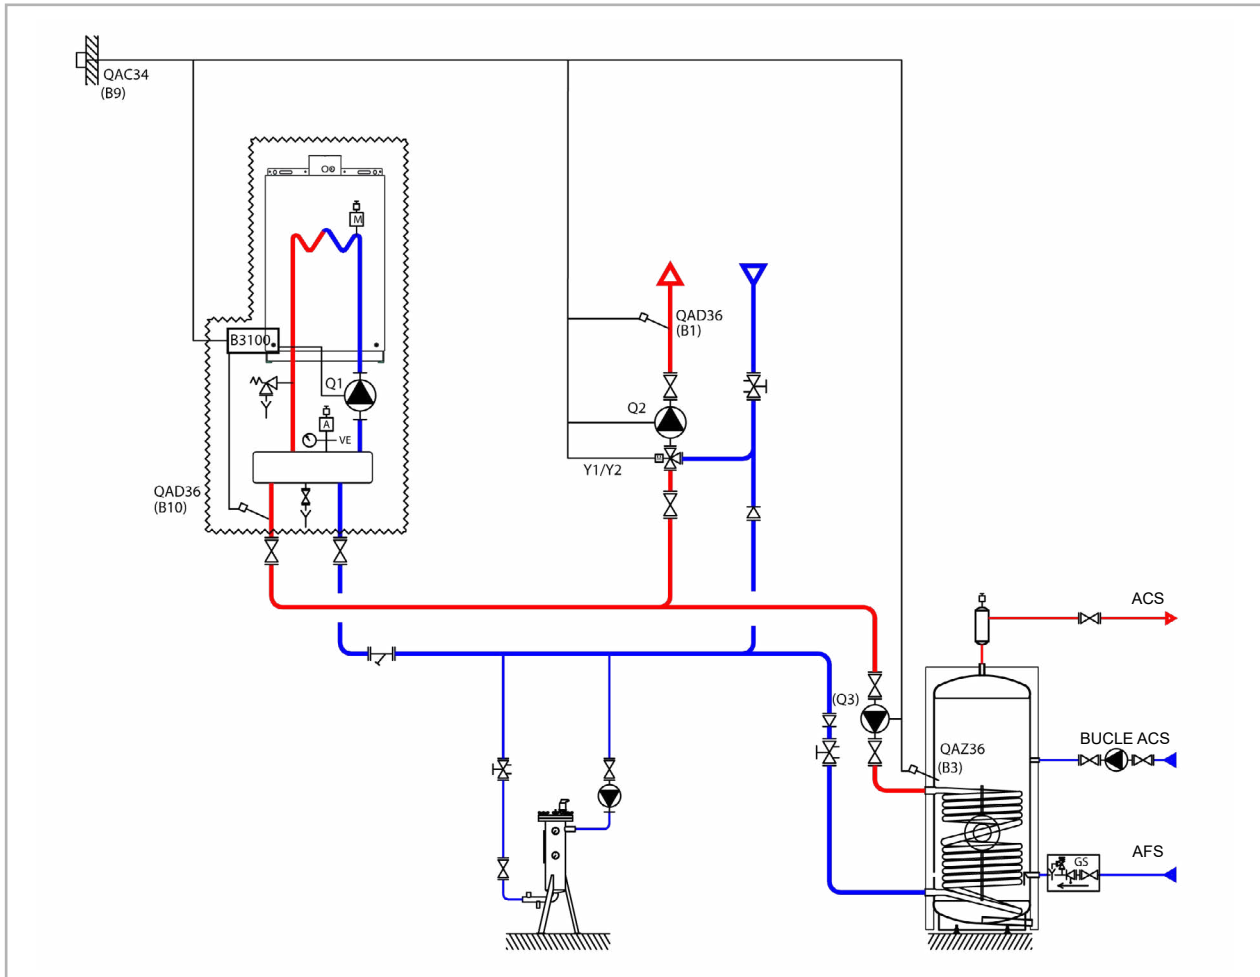 QAC34
(B9)
M
B3100
QAD36
(B1)
Q1
Q2
A
VE
Y1/Y2
QAD36
(B10)
ACS
(Q3)
QAZ36
(B3)
BUCLE ACS
GS
AFS